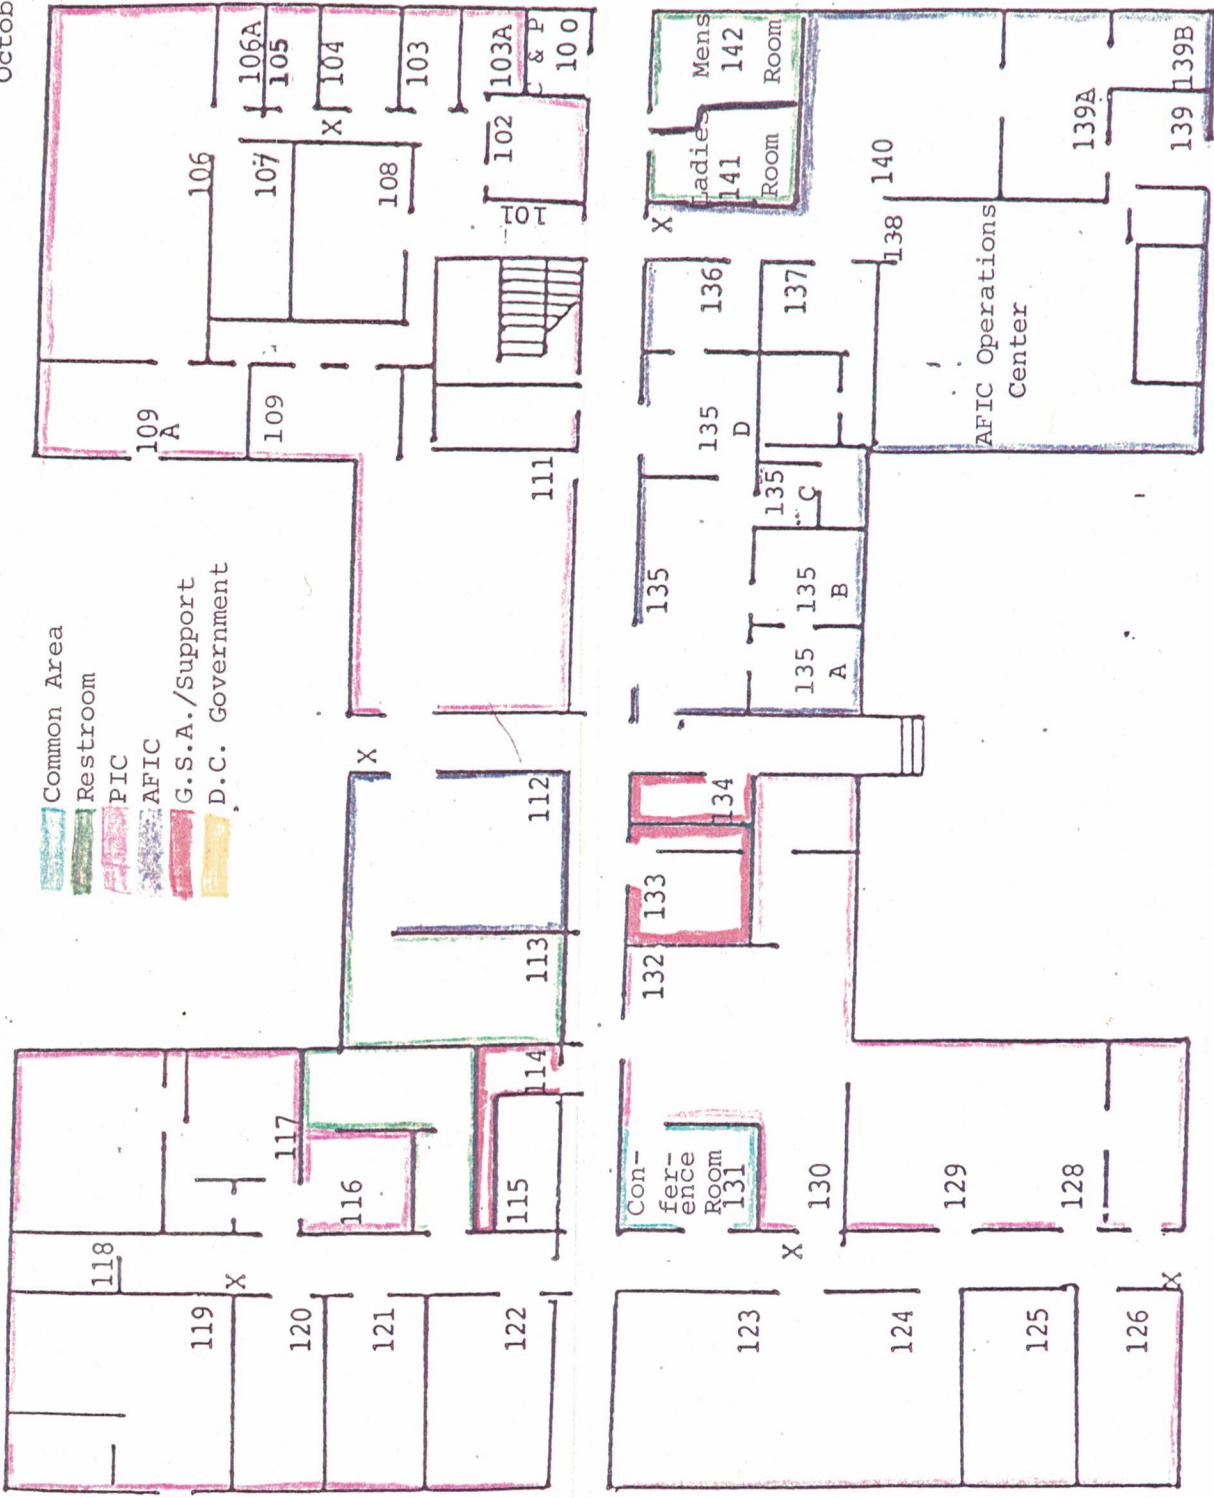 Octob
Common Area
Restroom
PIC
AFIC
G.S.A./Support
D.C. Government
106A
105
104
103
103A
C & P
100
106
107
X
108
102
101
109
A
109
111
X
112
113
114
115
116
117
118
X
119
120
121
122
Mens
142
Room
Ladies
141
Room
X
140
139A
139
139B
138
136
137
135
D
135
C
135
135
B
135
A
AFIC Operations
Center
134
133
132
Con-
fer-
ence
Room
131
130
X
129
128
X
123
124
125
126